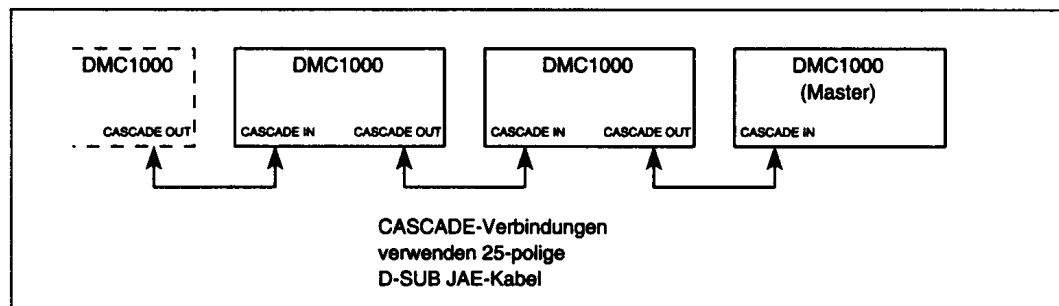 DMC1000 DMC1000 DMC1000 DMC1000
(Master)
CASCADE OUT CASCADE IN CASCADE OUT CASCADE IN CASCADE OUT CASCADE IN
CASCADE-Verbindungen
verwenden 25-polige
D-SUB JAE-Kabel